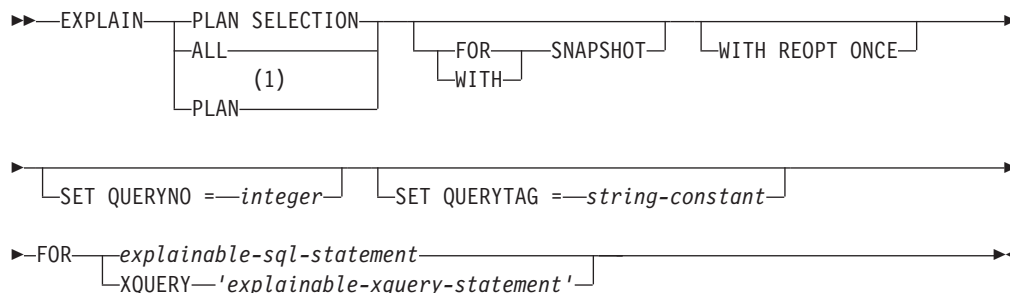 EXPLAIN PLAN SELECTION
ALL FOR SNAPSHOT WITH REOPT ONCE
(1) WITH
PLAN
SET QUERYNO = integer SET QUERYTAG = string-constant
FOR explainable-sql-statement
XQUERY 'explainable-xquery-statement'